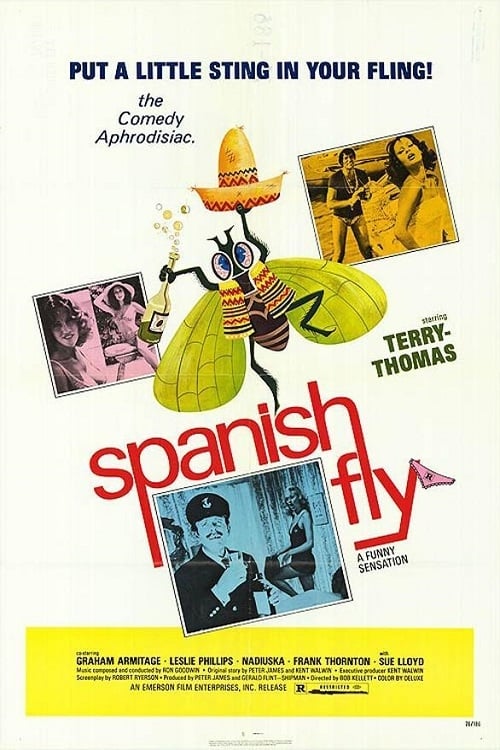 PUT A LITTLE STING IN YOUR FLING!
the
Comedy
Aphrodisiac.
starring
TERRY-
THOMAS
spanish
fly
A FUNNY
SENSATION
co-starring
with
GRAHAM ARMITAGE · LESLIE PHILLIPS · NADIUSKA · FRANK THORNTON · SUE LLOYD
Music composed and conducted by RON GOODWIN • Original story by PETER JAMES and KENT WALWIN • Executive producer KENT WALWIN
Screenplay by ROBERT RYERSON • Produced by PETER JAMES and GERALD FLINT-SHIPMAN • Directed by BOB KELLETT • COLOR BY DELUXE
AN EMERSON FILM ENTERPRISES, INC. RELEASE
R RESTRICTED
76/186